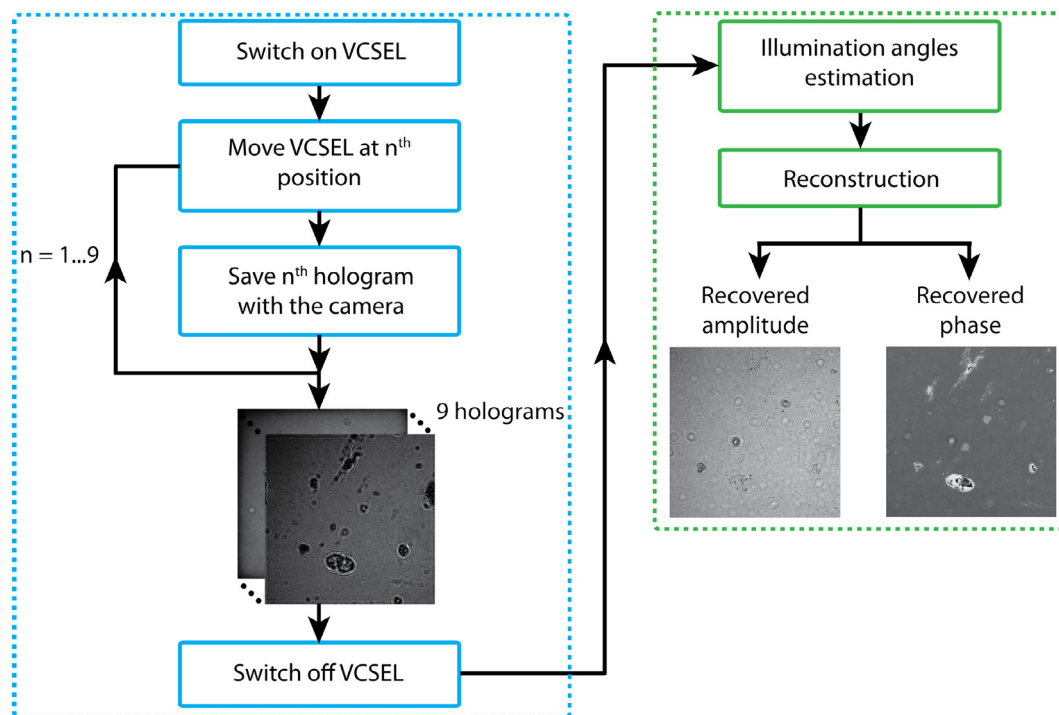 Switch on VCSEL
Move VCSEL at nᵗʰ
position
n = 1...9
Save nᵗʰ hologram
with the camera
9 holograms
Switch off VCSEL
Illumination angles
estimation
Reconstruction
Recovered
amplitude
Recovered
phase